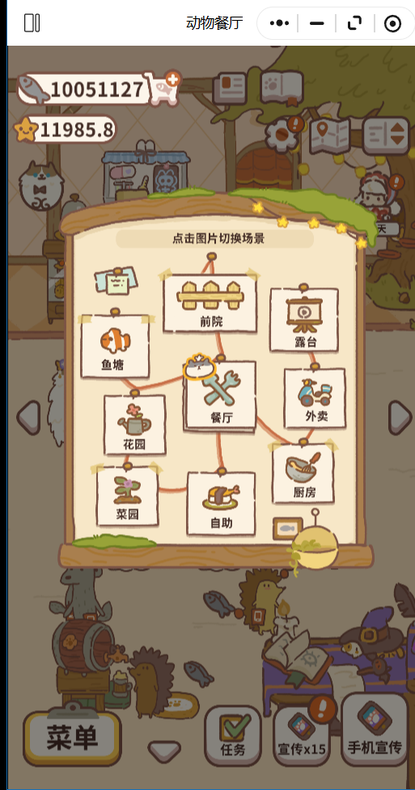 动物餐厅
10051127
11985.8
天
点击图片切换场景
前院
露台
鱼塘
餐厅
外卖
花园
厨房
菜园
自助
菜单
任务
宣传x15
手机宣传